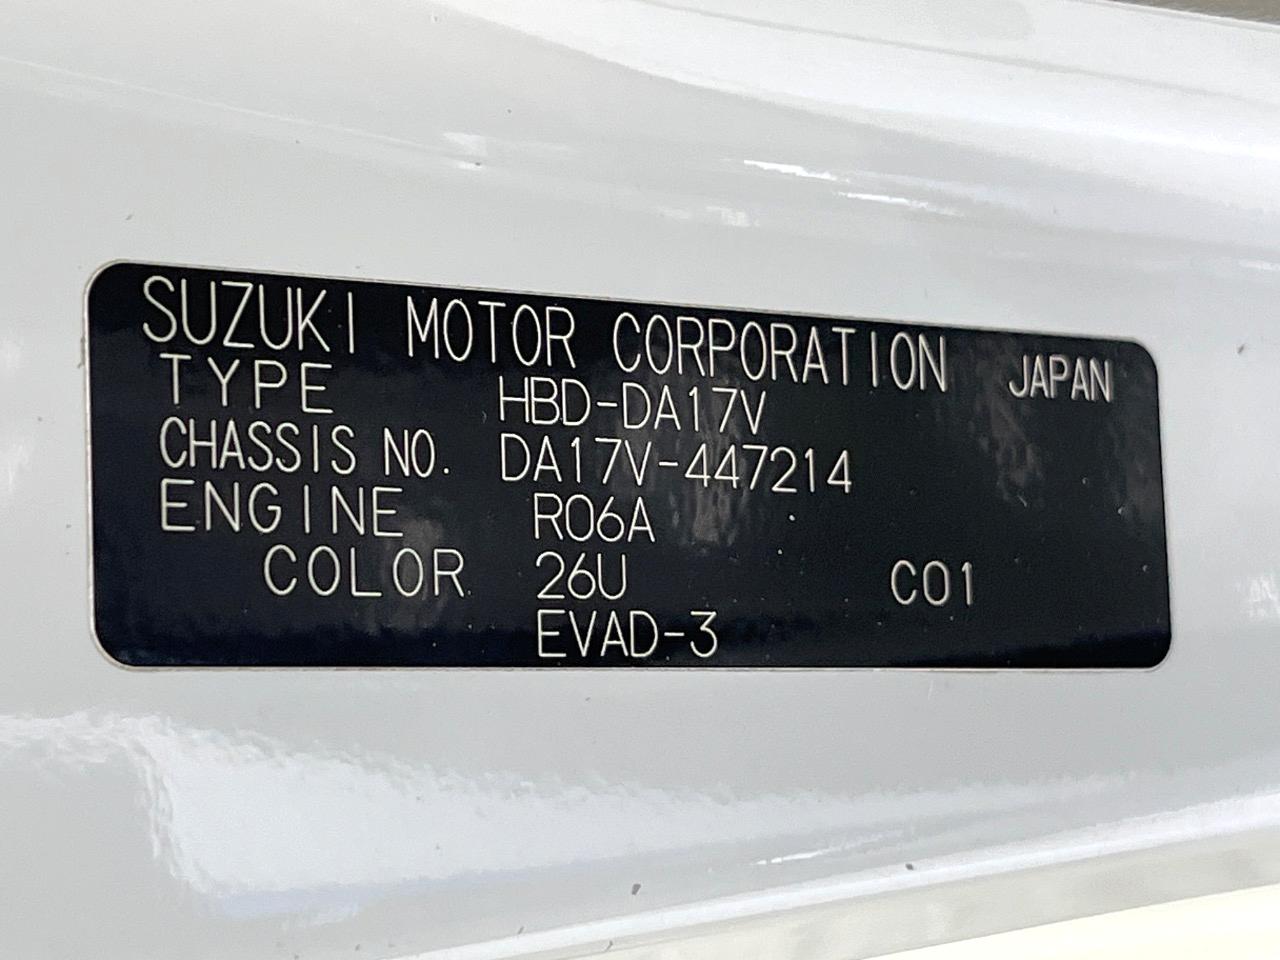 SUZUKI MOTOR CORPORATION JAPAN
TYPE HBD-DA17V
CHASSIS NO. DA17V-447214
ENGINE R06A
COLOR 26U C01
EVAD-3